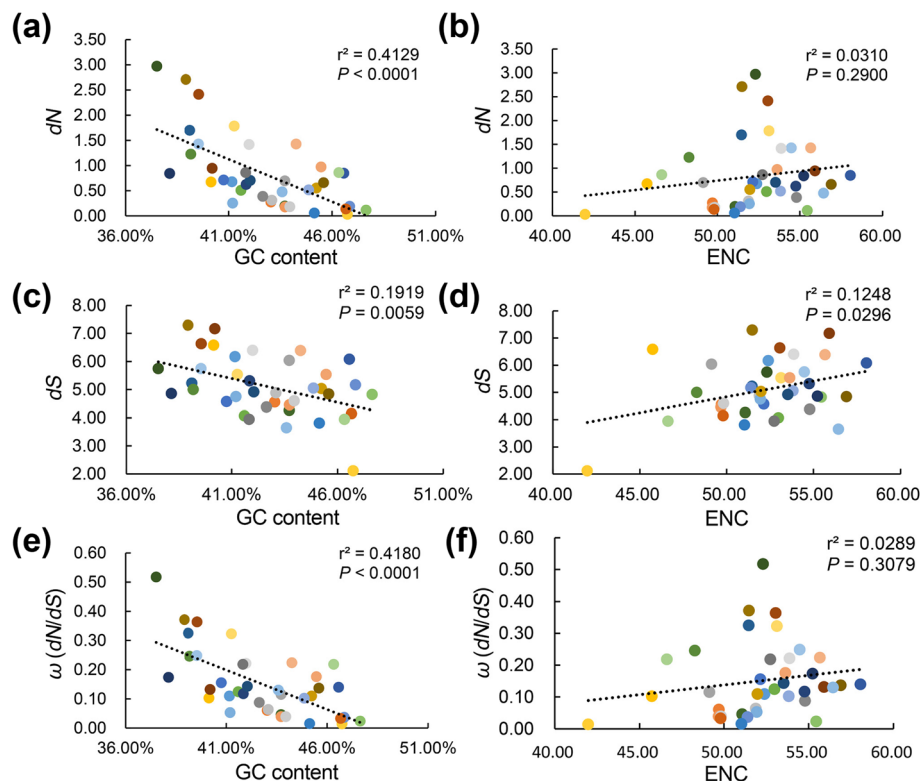 (a)
3.50
3.00
2.50
2.00
1.50
1.00
0.50
0.00
dN
r² = 0.4129
P < 0.0001
36.00% 41.00% 46.00% 51.00%
GC content
(b)
3.50
3.00
2.50
2.00
1.50
1.00
0.50
0.00
dN
r² = 0.0310
P = 0.2900
40.00 45.00 50.00 55.00 60.00
ENC
(c)
8.00
7.00
6.00
5.00
4.00
3.00
2.00
dS
r² = 0.1919
P = 0.0059
36.00% 41.00% 46.00% 51.00%
GC content
(d)
8.00
7.00
6.00
5.00
4.00
3.00
2.00
dS
r² = 0.1248
P = 0.0296
40.00 45.00 50.00 55.00 60.00
ENC
(e)
0.60
0.50
0.40
0.30
0.20
0.10
0.00
ω (dN/dS)
r² = 0.4180
P < 0.0001
36.00% 41.00% 46.00% 51.00%
GC content
(f)
0.60
0.50
0.40
0.30
0.20
0.10
0.00
ω (dN/dS)
r² = 0.0289
P = 0.3079
40.00 45.00 50.00 55.00 60.00
ENC